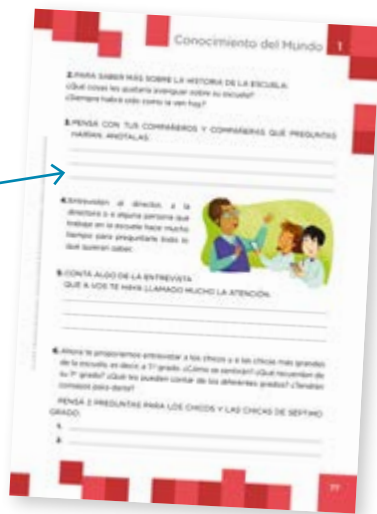 Conocimiento del Mundo 1
2. PARA SABER MÁS SOBRE LA HISTORIA DE LA ESCUELA:
¿Qué cosas les gustaría averiguar sobre su escuela?
¿Siempre habrá sido como la ven hoy?
3. PENSÁ CON TUS COMPAÑEROS Y COMPAÑERAS QUÉ PREGUNTAS
HARÍAN. ANOTALAS:
4. Entrevisten al director, a la
directora o a alguna persona que
trabaje en la escuela hace mucho
tiempo para preguntarle todo lo
que quieran saber.
5. CONTÁ ALGO DE LA ENTREVISTA
QUE A VOS TE HAYA LLAMADO MUCHO LA ATENCIÓN.
6. Ahora te proponemos entrevistar a los chicos y a las chicas más grandes
de la escuela, es decir, a 7.º grado. ¿Cómo se sentirán? ¿Qué recuerdan de
su 1.er grado? ¿Qué les pueden contar de los diferentes grados? ¿Tendrán
consejos para darte?
PENSÁ 2 PREGUNTAS PARA LOS CHICOS Y LAS CHICAS DE SÉPTIMO
GRADO:
1.
2.
77